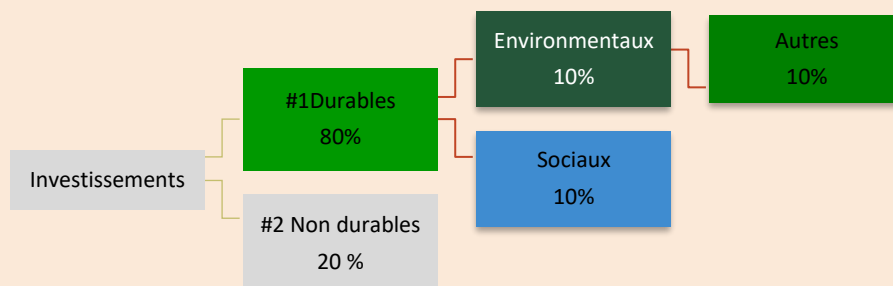 Investissements
#1Durables
80%
#2 Non durables
20 %
Environmentaux
10%
Sociaux
10%
Autres
10%